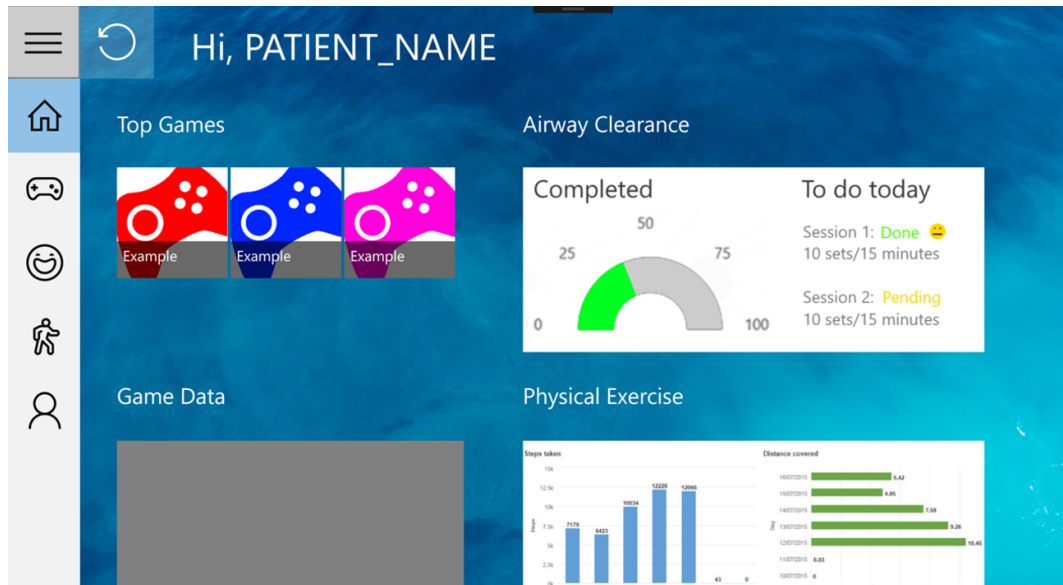 Hi, PATIENT_NAME
Top Games
Example
Example
Example
Airway Clearance
Completed
0
25
50
75
100
To do today
Session 1: Done
10 sets/15 minutes
Session 2: Pending
10 sets/15 minutes
Game Data
Physical Exercise
Steps taken
Steps
15k
12.5k
10k
7.5k
5k
2.5k
0k
7179
6423
10034
12228
12066
43
0
Distance covered
Day
16/07/2015 5.42
15/07/2015 4.85
14/07/2015 7.58
13/07/2015 9.26
12/07/2015 10.45
11/07/2015 0.03
10/07/2015 0